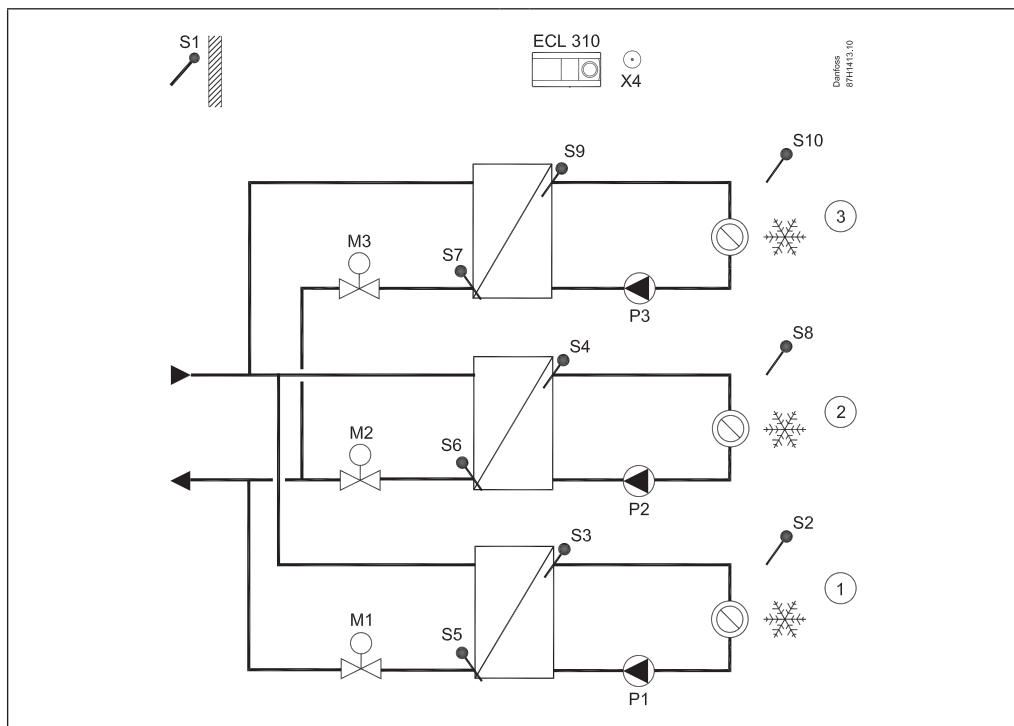 S1
ECL 310
X4
Danfoss
87H1413.10
S9
S10
3
M3
S7
P3
S4
S8
2
M2
S6
P2
S3
S2
1
M1
S5
P1